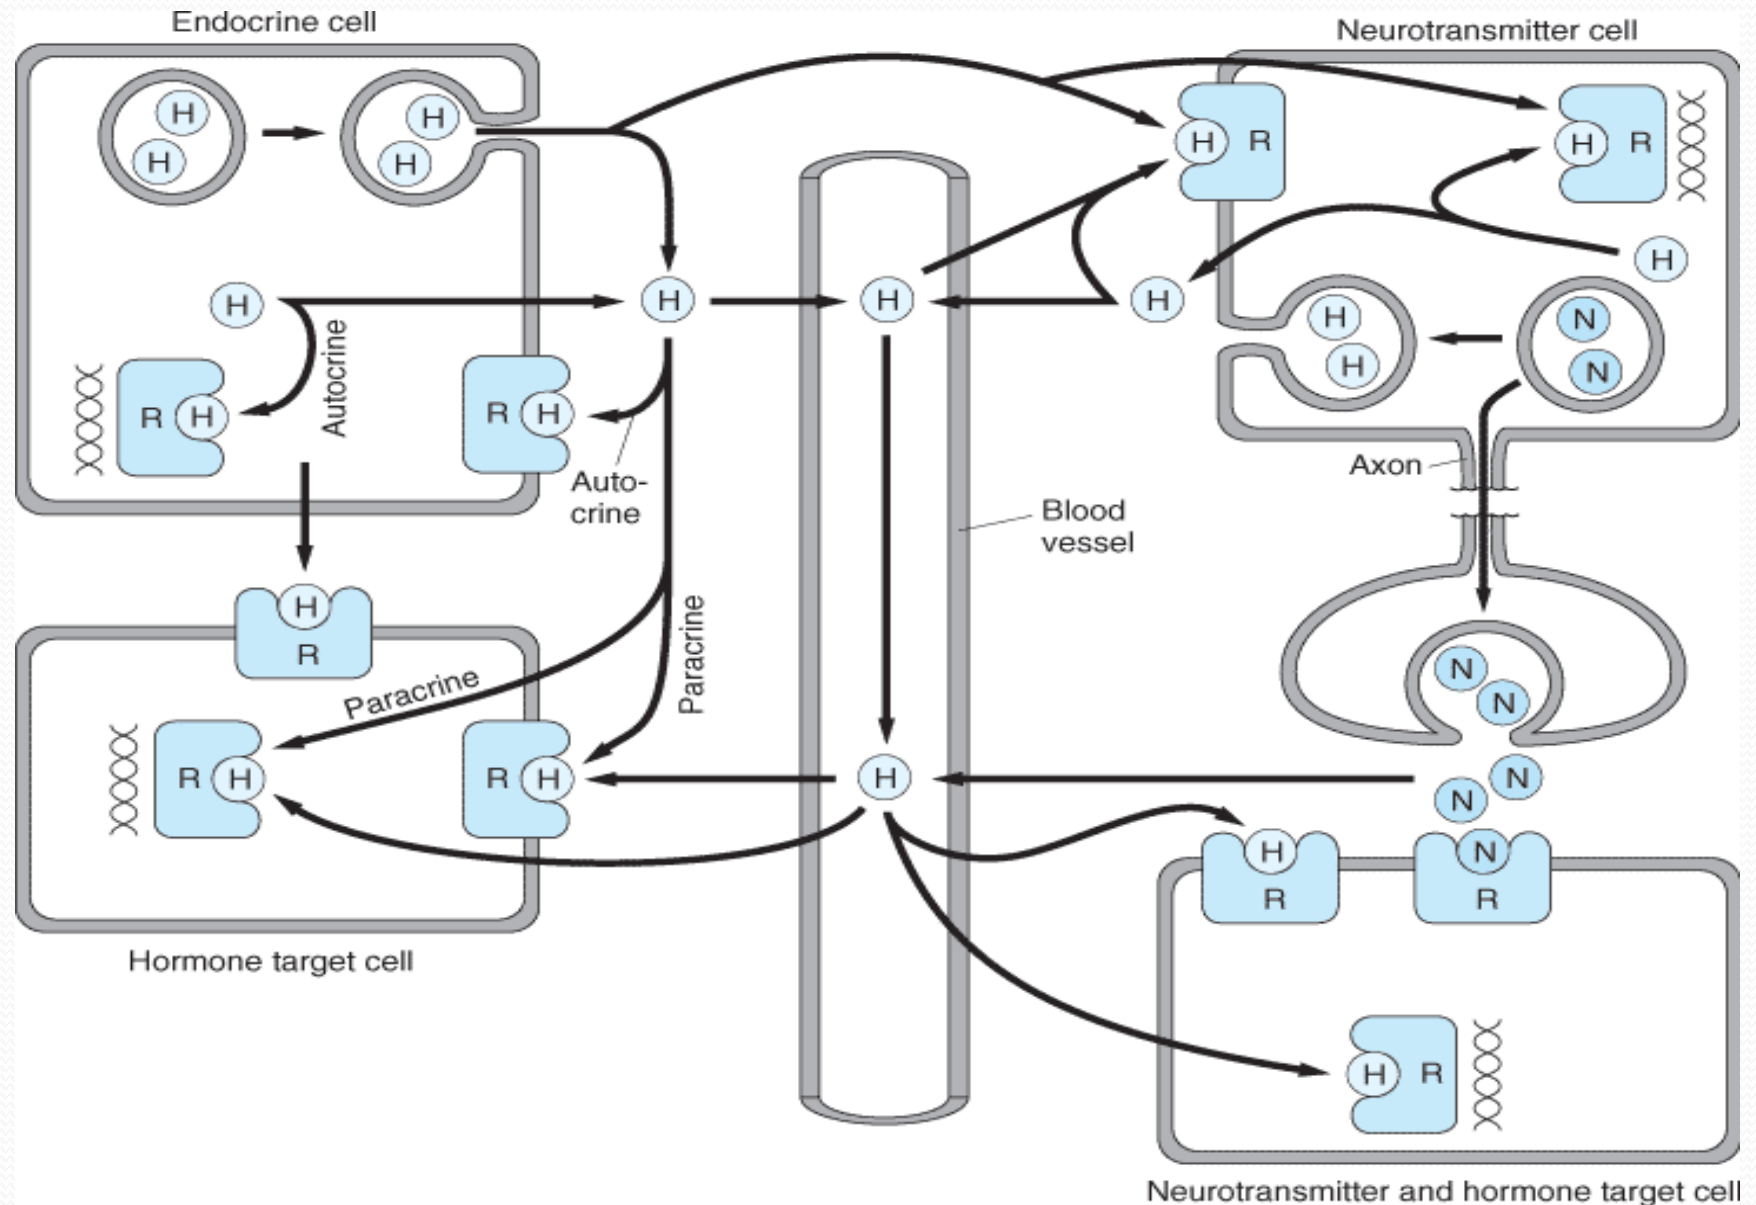 Endocrine cell
Neurotransmitter cell
H
H
H
H
H
R
H
R
H
H
H
H
H
Autocrine
H
H
N
N
R
H
R
H
Auto-
crine
Axon
Blood
vessel
H
R
Paracrine
Paracrine
N
N
R
H
R
H
H
N
N
H
R
N
R
Hormone target cell
H
R
Neurotransmitter and hormone target cell